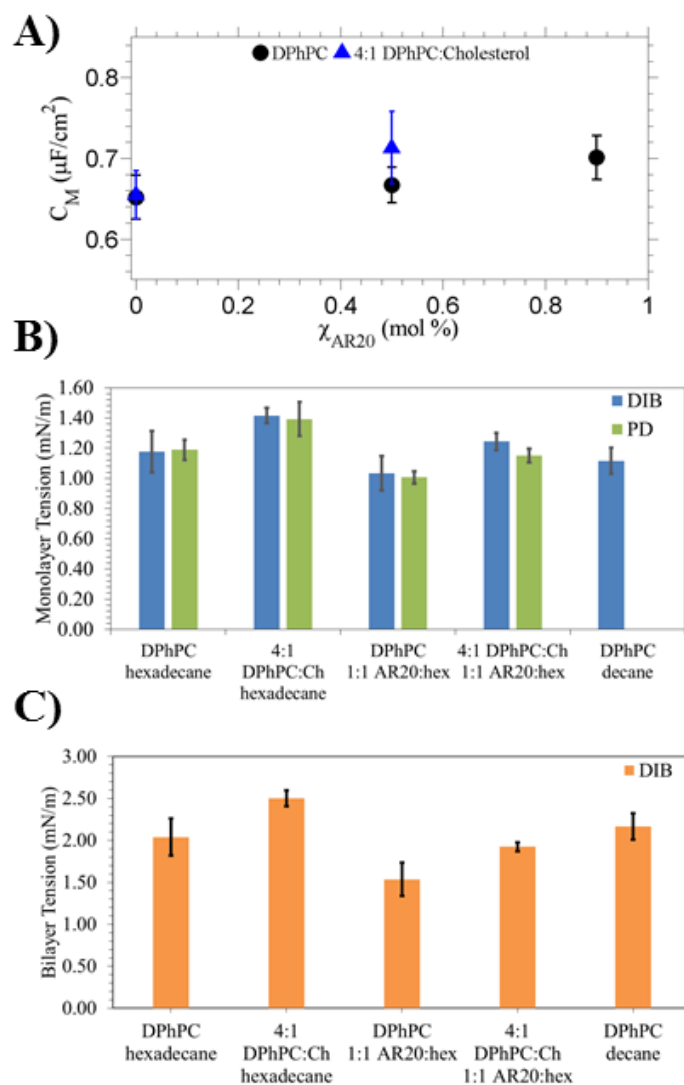 A)
DPhPC 4:1 DPhPC:Cholesterol
0.8
0.7
0.6
C_M (μF/cm²)
0 0.2 0.4 0.6 0.8 1
χ_AR20 (mol %)
B)
1.60
1.40
1.20
1.00
0.80
0.60
0.40
0.20
0.00
Monolayer Tension (mN/m)
DIB
PD
DPhPC
hexadecane
4:1
DPhPC:Ch
hexadecane
DPhPC
1:1 AR20:hex
4:1 DPhPC:Ch
1:1 AR20:hex
DPhPC
decane
C)
3.00
2.50
2.00
1.50
1.00
0.50
0.00
Bilayer Tension (mN/m)
DIB
DPhPC
hexadecane
4:1
DPhPC:Ch
hexadecane
DPhPC
1:1 AR20:hex
4:1
DPhPC:Ch
1:1 AR20:hex
DPhPC
decane